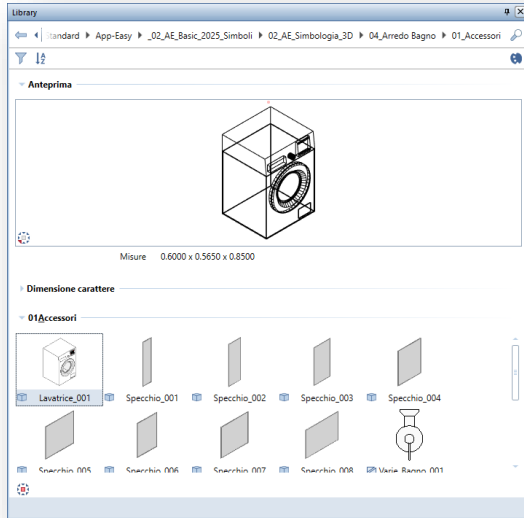 Library
tandard App-Easy _02_AE_Basic_2025_Simboli 02_AE_Simbologia_3D 04_Arredo Bagno 01_Accessori
Anteprima
Misure 0.6000 x 0.5650 x 0.8500
Dimensione carattere
01Accessori
Lavatrice_001 Specchio_001 Specchio_002 Specchio_003 Specchio_004
Specchio_005 Specchio_006 Specchio_007 Specchio_008 Varie_Bagno_001